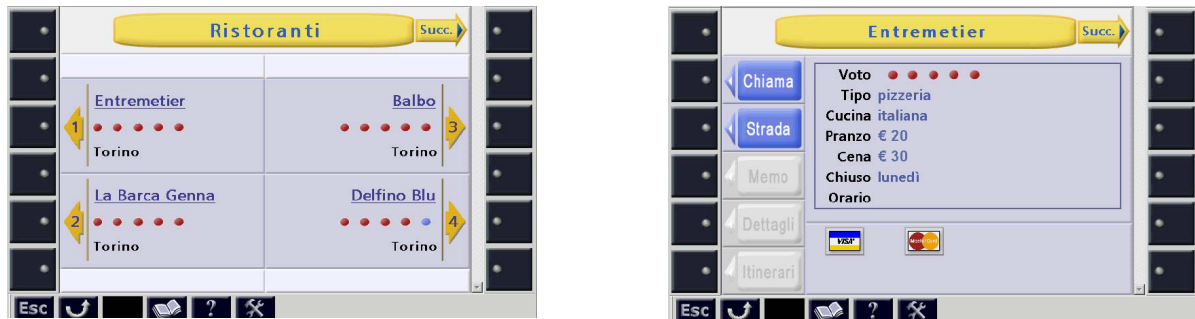 Ristoranti
Succ.
Entremetier
1
Torino
Balbo
3
Torino
La Barca Genna
2
Torino
Delfino Blu
4
Torino
Esc
?
Entremetier
Succ.
Chiama
Strada
Memo
Dettagli
Itinerari
Voto
Tipo pizzeria
Cucina italiana
Pranzo € 20
Cena € 30
Chiuso lunedì
Orario
VISA
MasterCard
Esc
?